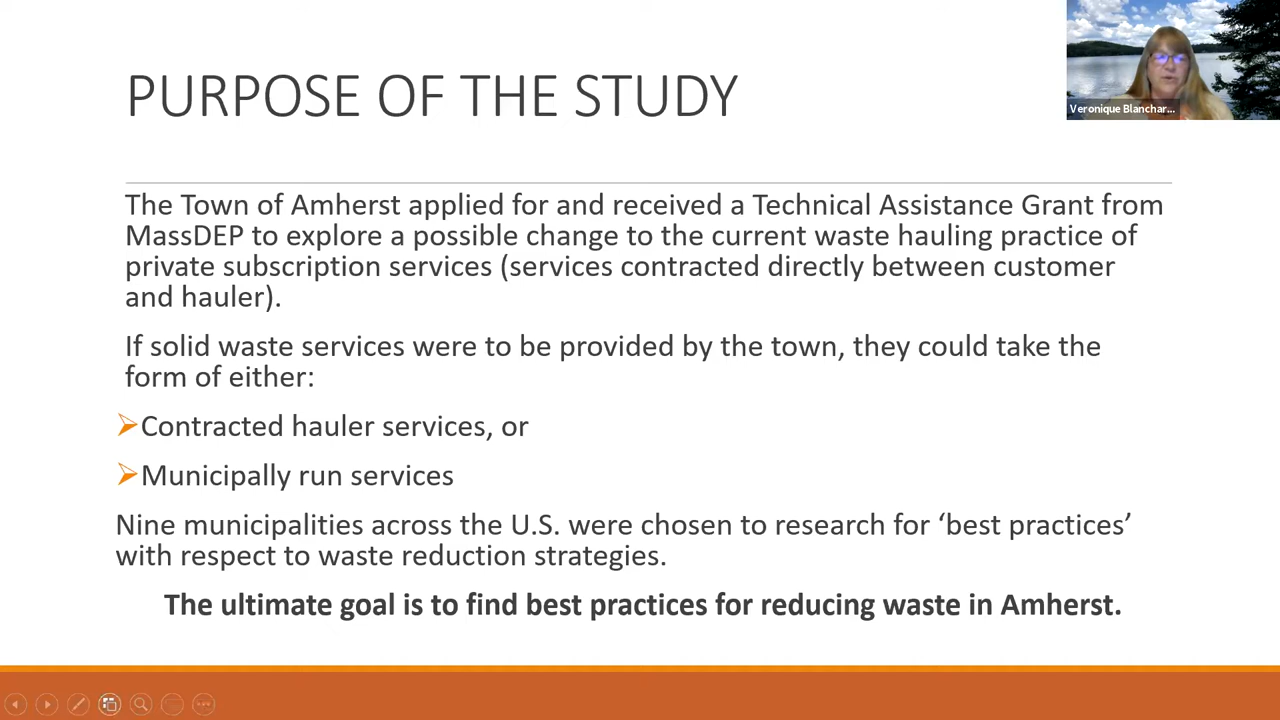 PURPOSE OF THE STUDY
Veronique Blanchar...
The Town of Amherst applied for and received a Technical Assistance Grant from
MassDEP to explore a possible change to the current waste hauling practice of
private subscription services (services contracted directly between customer
and hauler).
If solid waste services were to be provided by the town, they could take the
form of either:
Contracted hauler services, or
Municipally run services
Nine municipalities across the U.S. were chosen to research for ‘best practices’
with respect to waste reduction strategies.
The ultimate goal is to find best practices for reducing waste in Amherst.